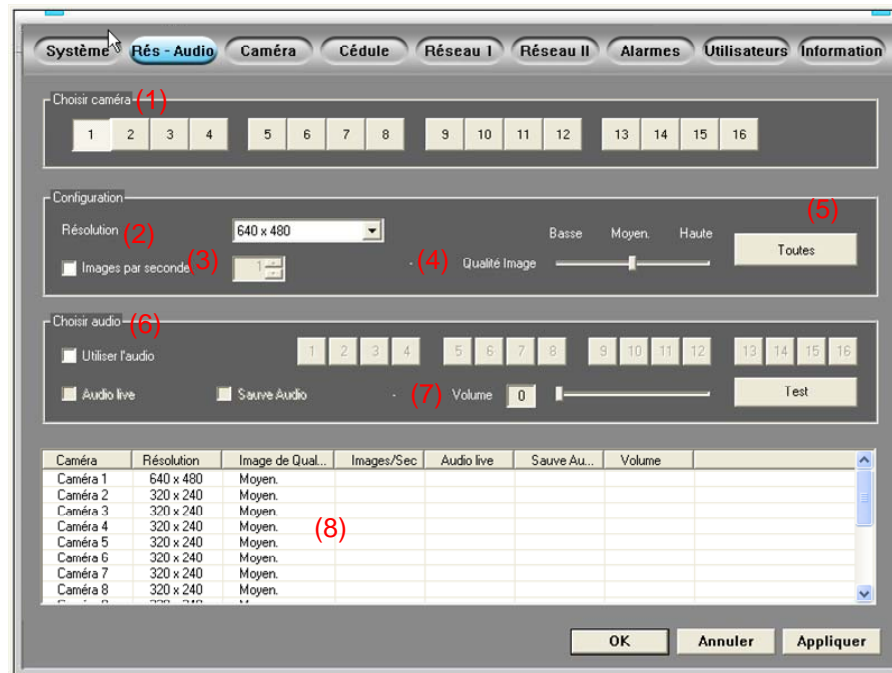 Système Rés - Audio Caméra Cédule Réseau I Réseau II Alarmes Utilisateurs Information
Choisir caméra (1)
1 2 3 4 5 6 7 8 9 10 11 12 13 14 15 16
Configuration
(5)
Résolution (2) 640 x 480 Basse Moyen. Haute
Toutes
Images par seconde (3) 1 - (4) Qualité Image
Choisir audio (6)
Utiliser l'audio 1 2 3 4 5 6 7 8 9 10 11 12 13 14 15 16
Audio live Sauve Audio - (7) Volume 0 Test
Caméra Résolution Image de Qual... Images/Sec Audio live Sauve Au... Volume
Caméra 1 640 x 480 Moyen.
Caméra 2 320 x 240 Moyen.
Caméra 3 320 x 240 Moyen.
Caméra 4 320 x 240 Moyen.
(8)
Caméra 5 320 x 240 Moyen.
Caméra 6 320 x 240 Moyen.
Caméra 7 320 x 240 Moyen.
Caméra 8 320 x 240 Moyen.
OK Annuler Appliquer